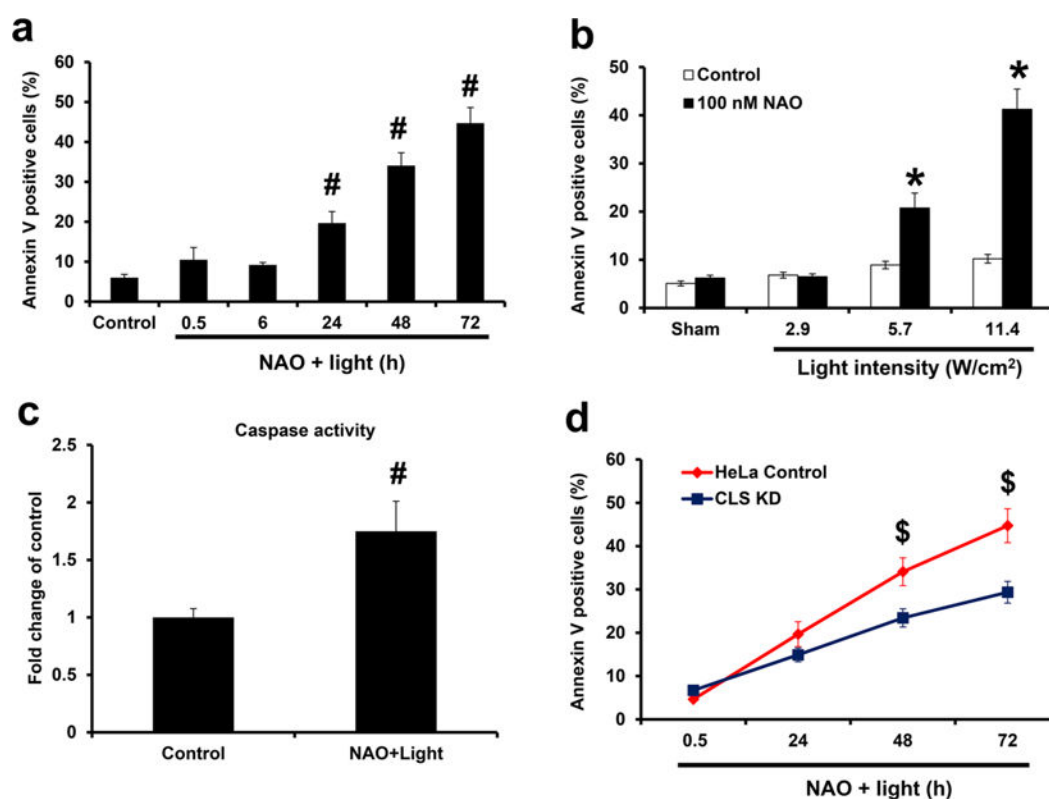 a
Annexin V positive cells (%)
60
50
40
30
20
10
0
#
#
#
Control
0.5
6
24
48
72
NAO + light (h)
b
Annexin V positive cells (%)
50
40
30
20
10
0
Control
100 nM NAO
*
*
Sham
2.9
5.7
11.4
Light intensity (W/cm²)
c
Caspase activity
Fold change of control
2.5
2
1.5
1
0.5
0
#
Control
NAO+Light
d
Annexin V positive cells (%)
60
50
40
30
20
10
0
HeLa Control
CLS KD
$
$
0.5
24
48
72
NAO + light (h)